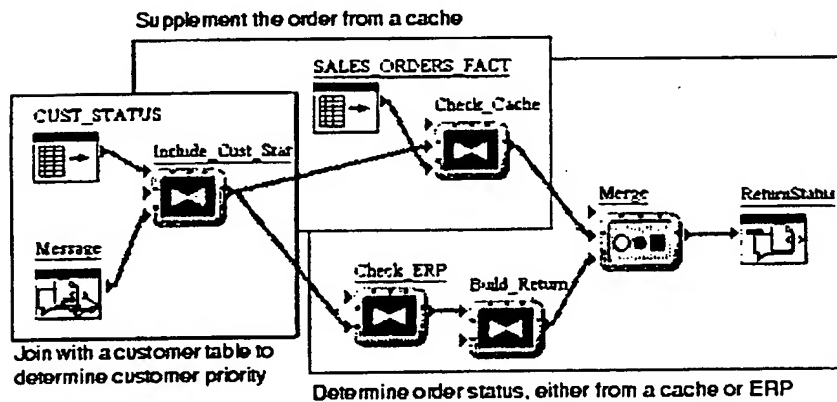 Supplement the order from a cache
SALES_ORDERS_FACT
Check_Cache
CUST_STATUS
Include_Cust_Stat
Merge
ReturnStatus
Message
Check_ERP
Build_Return
Join with a customer table to
determine customer priority
Determine order status, either from a cache or ERP